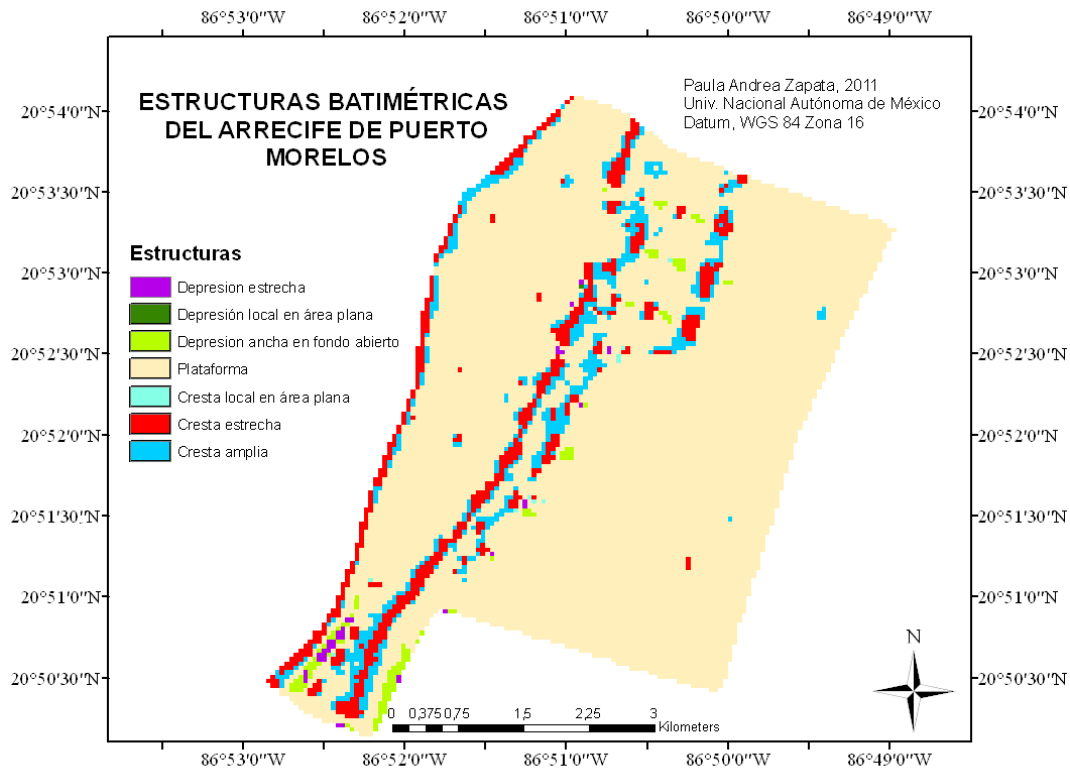 86°53'0"W 86°52'0"W 86°51'0"W 86°50'0"W 86°49'0"W
ESTRUCTURAS BATIMÉTRICAS
DEL ARRECIFE DE PUERTO
MORELOS
Paula Andrea Zapata, 2011
Univ. Nacional Autónoma de México
Datum, WGS 84 Zona 16
20°54'0"N 20°54'0"N
20°53'30"N 20°53'30"N
20°53'0"N 20°53'0"N
20°52'30"N 20°52'30"N
20°52'0"N 20°52'0"N
20°51'30"N 20°51'30"N
20°51'0"N 20°51'0"N
20°50'30"N 20°50'30"N
Estructuras
Depresion estrecha
Depresión local en área plana
Depresion ancha en fondo abierto
Plataforma
Cresta local en área plana
Cresta estrecha
Cresta amplia
N
0 0,375 0,75 1,5 2,25 3
Kilometers
86°53'0"W 86°52'0"W 86°51'0"W 86°50'0"W 86°49'0"W